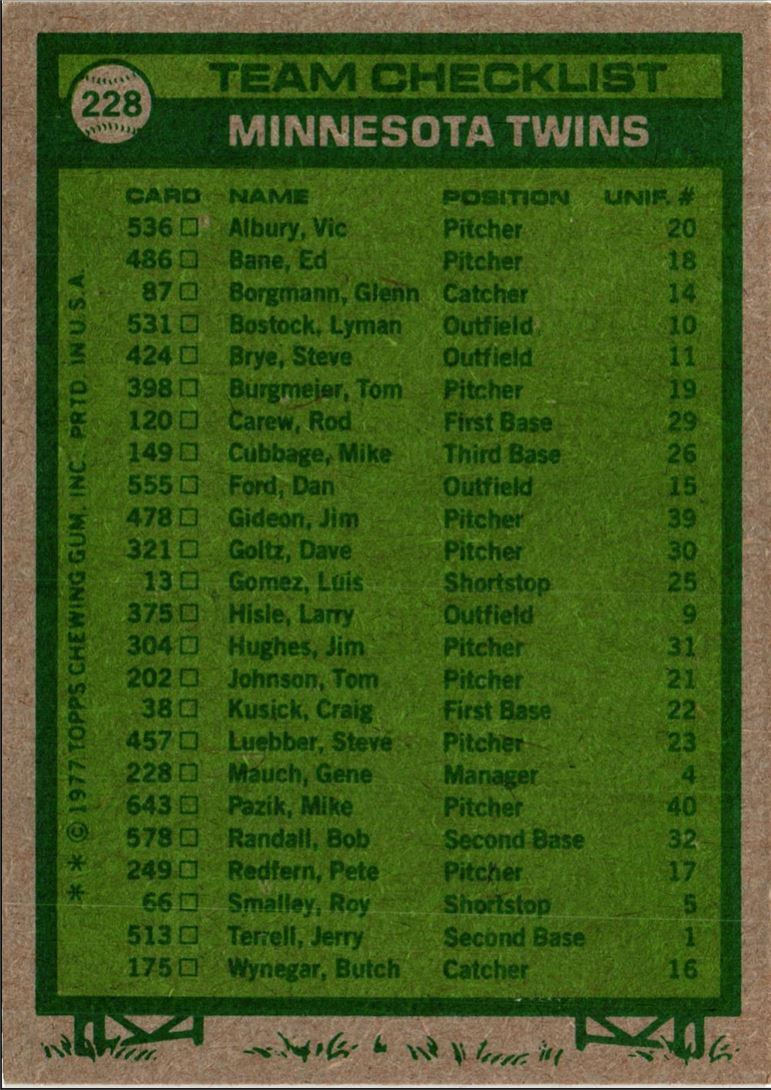 228
TEAM CHECKLIST
MINNESOTA TWINS
CARD NAME POSITION UNIF. #
536 □ Albury, Vic Pitcher 20
486 □ Bane, Ed Pitcher 18
87 □ Borgmann, Glenn Catcher 14
531 □ Bostock, Lyman Outfield 10
424 □ Brye, Steve Outfield 11
398 □ Burgmeier, Tom Pitcher 19
120 □ Carew, Rod First Base 29
149 □ Cubbage, Mike Third Base 26
555 □ Ford, Dan Outfield 15
478 □ Gideon, Jim Pitcher 39
321 □ Goltz, Dave Pitcher 30
13 □ Gomez, Luis Shortstop 25
375 □ Hisle, Larry Outfield 9
304 □ Hughes, Jim Pitcher 31
202 □ Johnson, Tom Pitcher 21
38 □ Kusick, Craig First Base 22
457 □ Luebber, Steve Pitcher 23
228 □ Mauch, Gene Manager 4
643 □ Pazik, Mike Pitcher 40
578 □ Randall, Bob Second Base 32
249 □ Redfern, Pete Pitcher 17
66 □ Smalley, Roy Shortstop 5
513 □ Terrell, Jerry Second Base 1
175 □ Wynegar, Butch Catcher 16
* * © 1977 TOPPS CHEWING GUM, INC. PRTD. IN U.S.A.